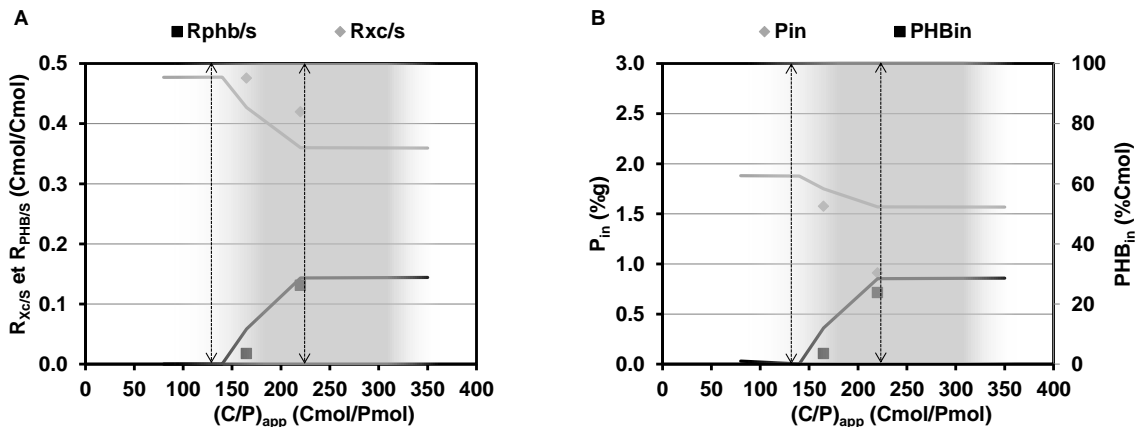 A
Rphb/s Rxc/s
R_Xc/S et R_PHB/S (Cmol/Cmol)
0.5
0.4
0.3
0.2
0.1
0.0
0 50 100 150 200 250 300 350 400
(C/P)_app (Cmol/Pmol)
B
Pin PHBin
P_in (%g)
3.0
2.5
2.0
1.5
1.0
0.5
0.0
100
80
60
40
20
0
PHB_in (%Cmol)
0 50 100 150 200 250 300 350 400
(C/P)_app (Cmol/Pmol)